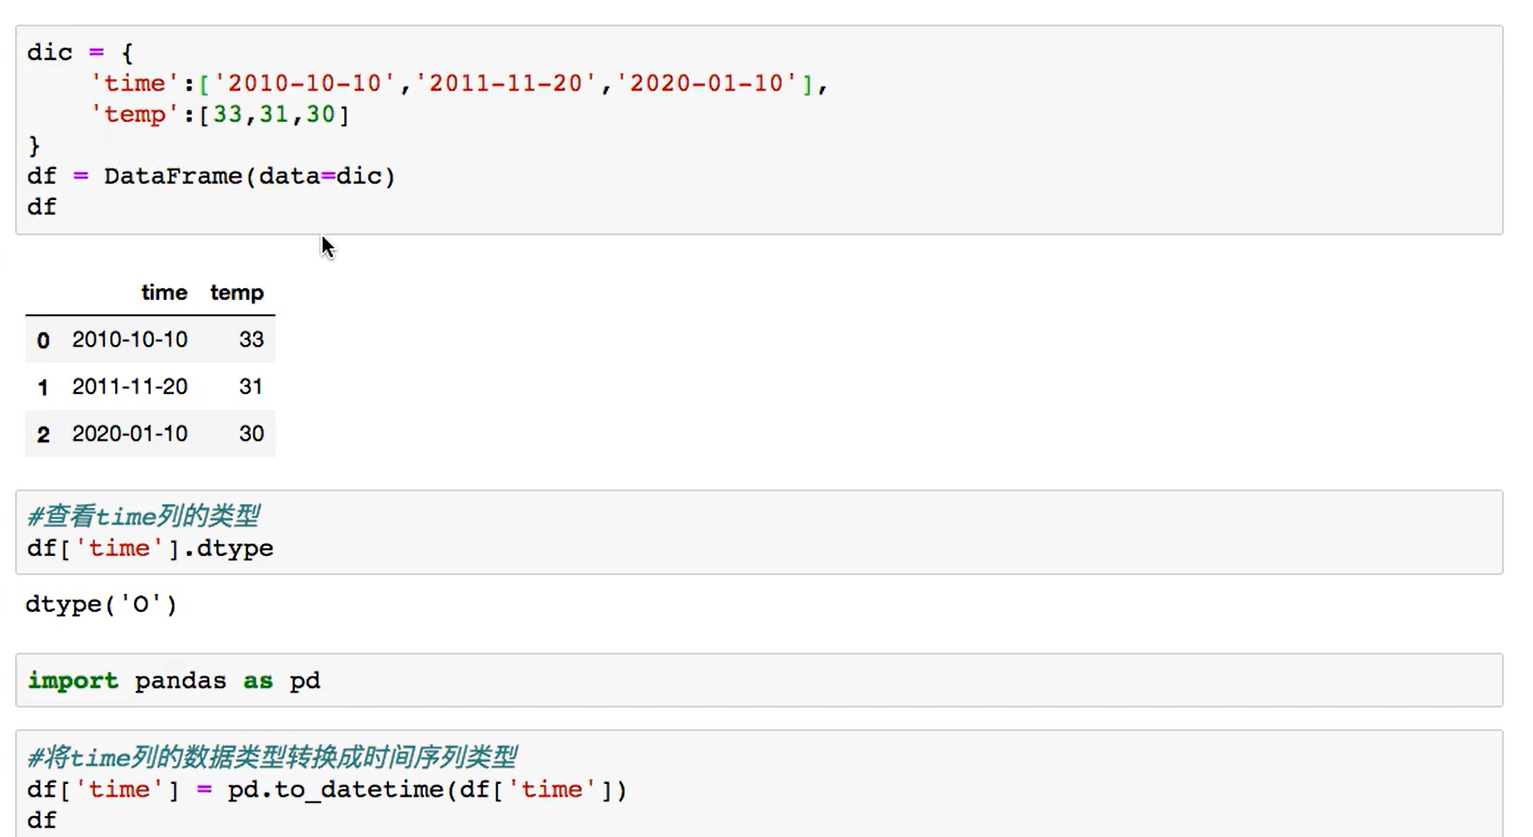 dic = {
    'time':['2010-10-10','2011-11-20','2020-01-10'],
    'temp':[33,31,30]
}
df = DataFrame(data=dic)
df
time temp
0 2010-10-10 33
1 2011-11-20 31
2 2020-01-10 30
#查看time列的类型
df['time'].dtype
dtype('O')
import pandas as pd
#将time列的数据类型转换成时间序列类型
df['time'] = pd.to_datetime(df['time'])
df